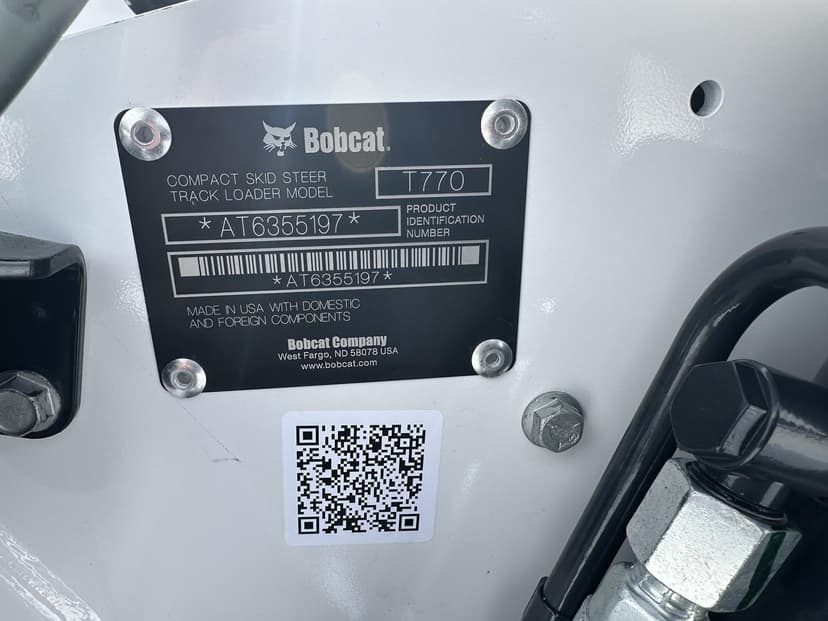 Bobcat.
COMPACT SKID STEER
TRACK LOADER MODEL
T770
*AT6355197*
PRODUCT
IDENTIFICATION
NUMBER
*AT6355197*
MADE IN USA WITH DOMESTIC
AND FOREIGN COMPONENTS
Bobcat Company
West Fargo, ND 58078 USA
www.bobcat.com